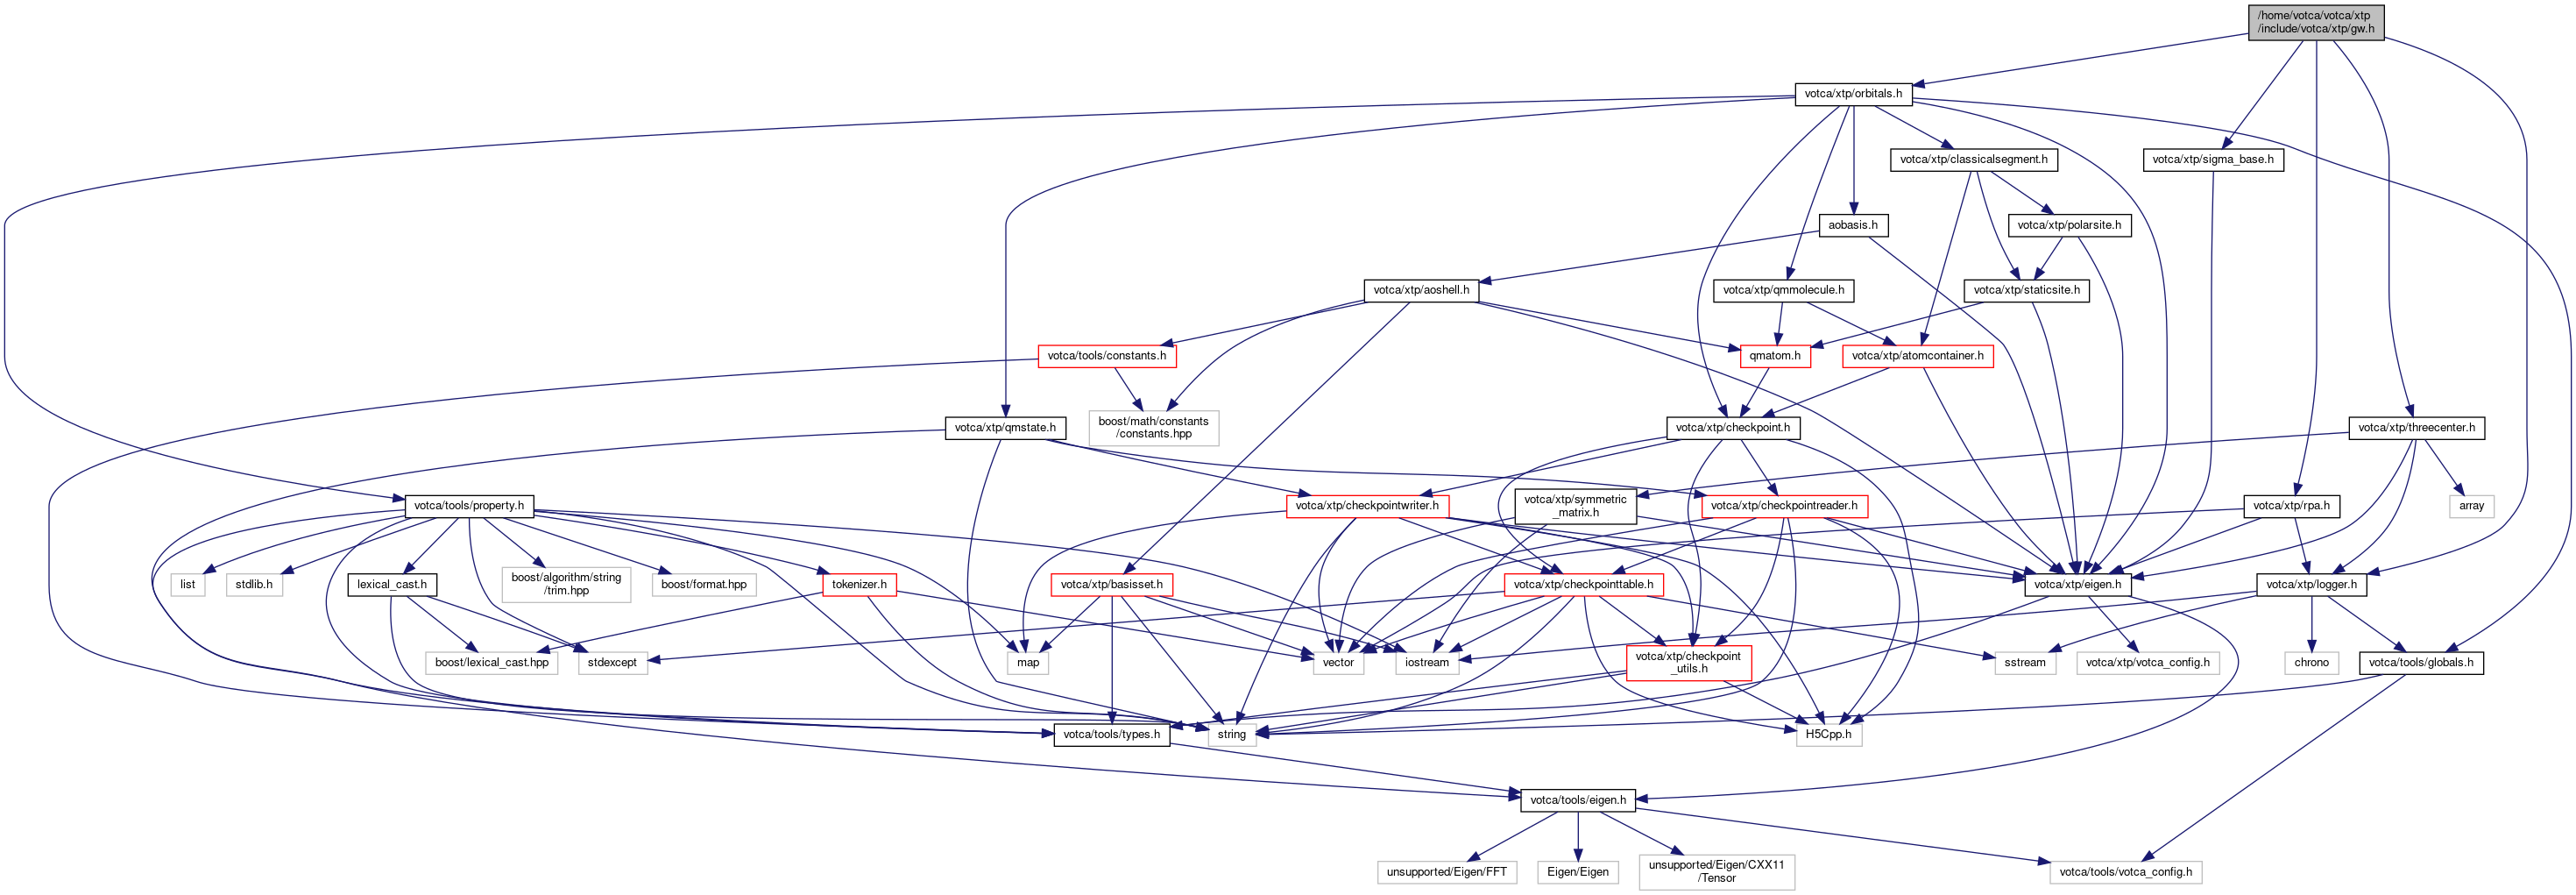 /home/votca/votca/xtp
/include/votca/xtp/gw.h
votca/xtp/orbitals.h
votca/xtp/classicalsegment.h
votca/xtp/sigma_base.h
aobasis.h
votca/xtp/polarsite.h
votca/xtp/aoshell.h
votca/xtp/qmmolecule.h
votca/xtp/staticsite.h
votca/tools/constants.h
qmatom.h
votca/xtp/atomcontainer.h
boost/math/constants
/constants.hpp
votca/xtp/qmstate.h
votca/xtp/checkpoint.h
votca/xtp/threecenter.h
votca/tools/property.h
votca/xtp/checkpointwriter.h
votca/xtp/symmetric
_matrix.h
votca/xtp/checkpointreader.h
votca/xtp/rpa.h
array
list
stdlib.h
lexical_cast.h
boost/algorithm/string
/trim.hpp
boost/format.hpp
tokenizer.h
votca/xtp/basisset.h
votca/xtp/checkpointtable.h
votca/xtp/eigen.h
votca/xtp/logger.h
boost/lexical_cast.hpp
stdexcept
map
vector
iostream
votca/xtp/checkpoint
_utils.h
sstream
votca/xtp/votca_config.h
chrono
votca/tools/globals.h
votca/tools/types.h
string
H5Cpp.h
votca/tools/eigen.h
unsupported/Eigen/FFT
Eigen/Eigen
unsupported/Eigen/CXX11
/Tensor
votca/tools/votca_config.h